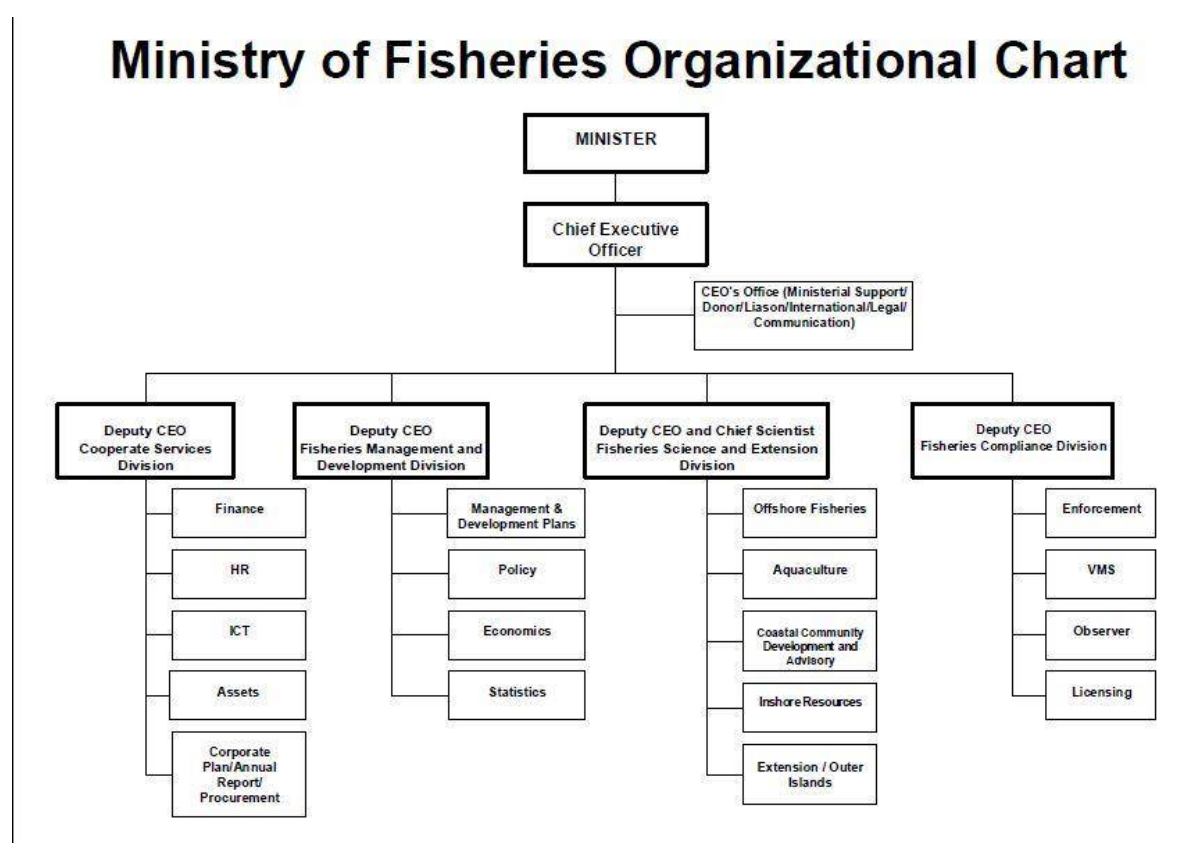 Ministry of Fisheries Organizational Chart
MINISTER
Chief Executive
Officer
CEO's Office (Ministerial Support/
Donor/Liason/International/Legal/
Communication)
Deputy CEO
Cooperate Services
Division
Deputy CEO
Fisheries Management and
Development Division
Deputy CEO and Chief Scientist
Fisheries Science and Extension
Division
Deputy CEO
Fisheries Compliance Division
Finance
HR
ICT
Assets
Corporate
Plan/Annual
Report/
Procurement
Management &
Development Plans
Policy
Economics
Statistics
Offshore Fisheries
Aquaculture
Coastal Community
Development and
Advisory
Inshore Resources
Extension / Outer
Islands
Enforcement
VMS
Observer
Licensing